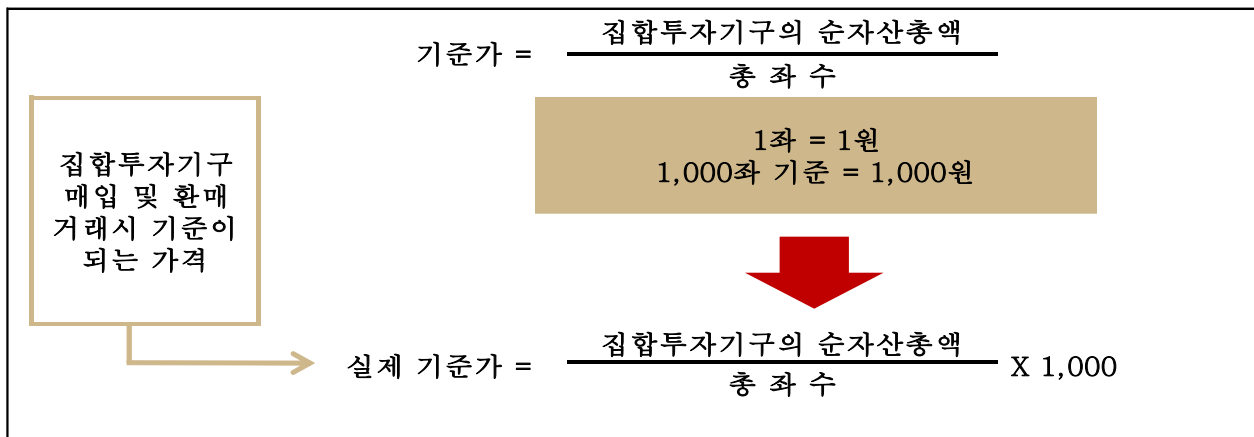 집합투자기구의 순자산총액
기준가 =
총 좌 수
1좌 = 1원
1,000좌 기준 = 1,000원
집합투자기구
매입 및 환매
거래시 기준이
되는 가격
집합투자기구의 순자산총액
실제 기준가 =
X 1,000
총 좌 수